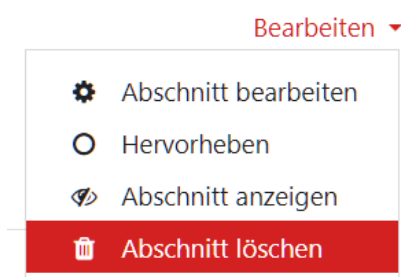 Bearbeiten
Abschnitt bearbeiten
Hervorheben
Abschnitt anzeigen
Abschnitt löschen